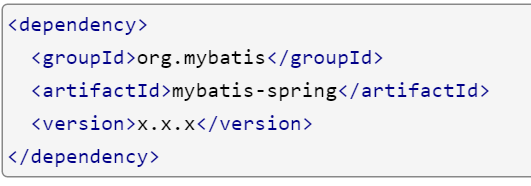 <dependency>
  <groupId>org.mybatis</groupId>
  <artifactId>mybatis-spring</artifactId>
  <version>x.x.x</version>
</dependency>